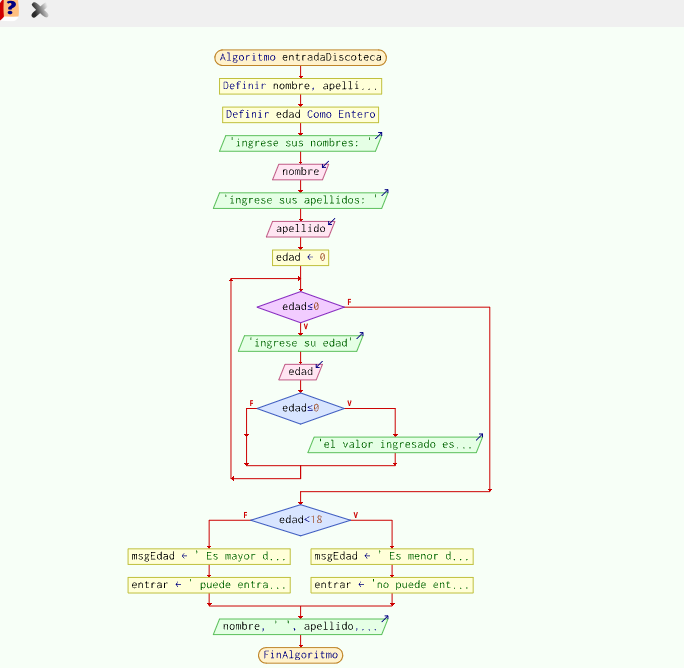 ?
Algoritmo entradaDiscoteca
Definir nombre, apelli...
Definir edad Como Entero
'ingrese sus nombres: '
nombre
'ingrese sus apellidos: '
apellido
edad ← 0
edad≤0
F
V
'ingrese su edad'
edad
F
edad≤0
V
'el valor ingresado es...
F
edad<18
V
msgEdad ← ' Es mayor d...
msgEdad ← ' Es menor d...
entrar ← ' puede entra...
entrar ← 'no puede ent...
nombre, ' ', apellido,...
FinAlgoritmo